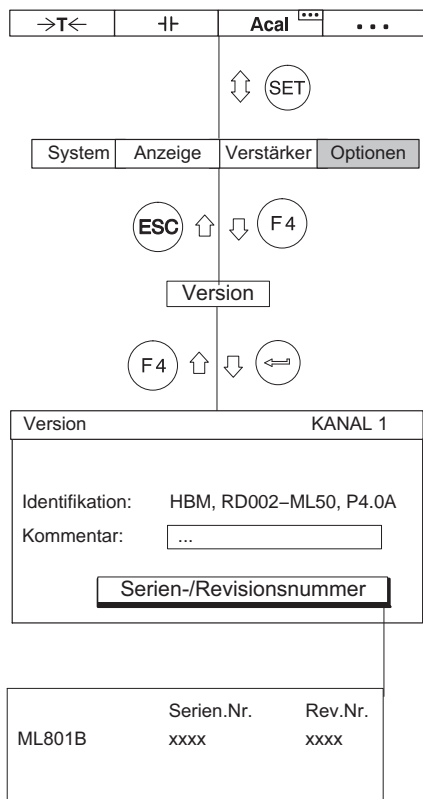 →T← ⊣⊢ Acal ... ...
SET
System Anzeige Verstärker Optionen
ESC F4
Version
F4
Version KANAL 1
Identifikation: HBM, RD002–ML50, P4.0A
Kommentar: ...
Serien-/Revisionsnummer
Serien.Nr. Rev.Nr.
ML801B xxxx xxxx